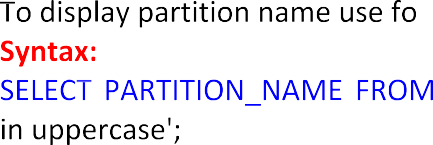 To display partition name use fo
Syntax:
SELECT PARTITION_NAME FROM
in uppercase';